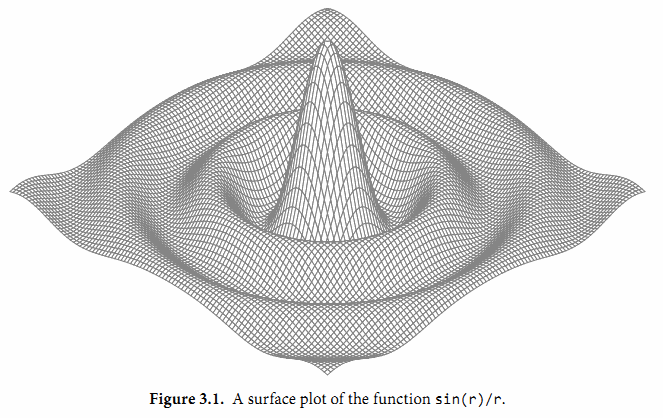 Figure 3.1. A surface plot of the function sin(r)/r.